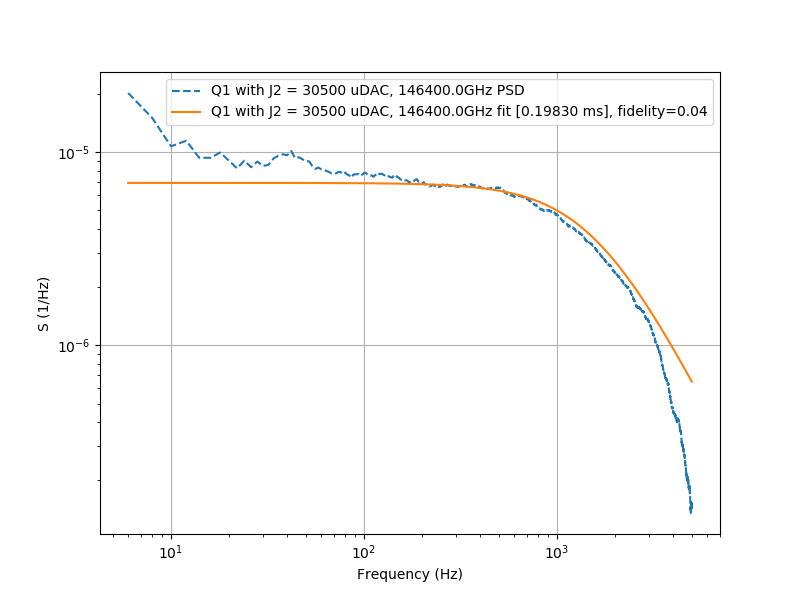 Q1 with J2 = 30500 uDAC, 146400.0GHz PSD
Q1 with J2 = 30500 uDAC, 146400.0GHz fit [0.19830 ms], fidelity=0.04
10⁻⁵
10⁻⁶
S (1/Hz)
10¹ 10² 10³
Frequency (Hz)